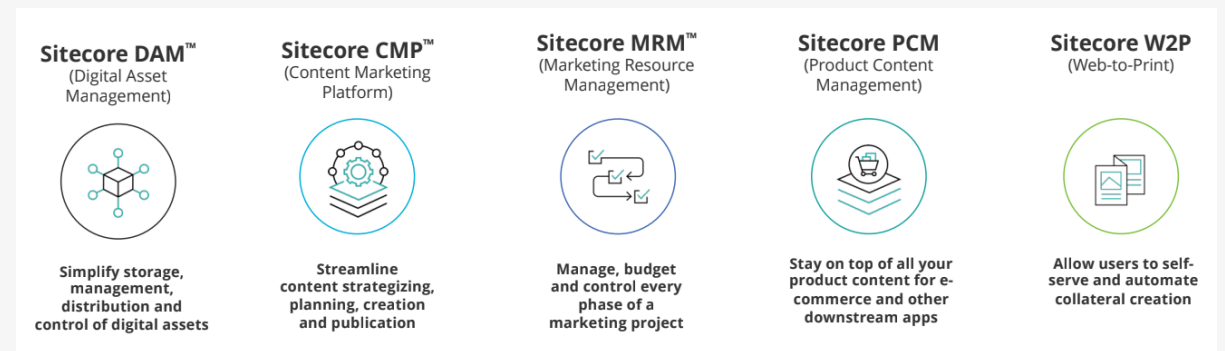 Sitecore DAM™
(Digital Asset
Management)
Simplify storage,
management,
distribution and
control of digital assets
Sitecore CMP™
(Content Marketing
Platform)
Streamline
content strategizing,
planning, creation
and publication
Sitecore MRM™
(Marketing Resource
Management)
Manage, budget
and control every
phase of a
marketing project
Sitecore PCM
(Product Content
Management)
Stay on top of all your
product content for e-
commerce and other
downstream apps
Sitecore W2P
(Web-to-Print)
Allow users to self-
serve and automate
collateral creation